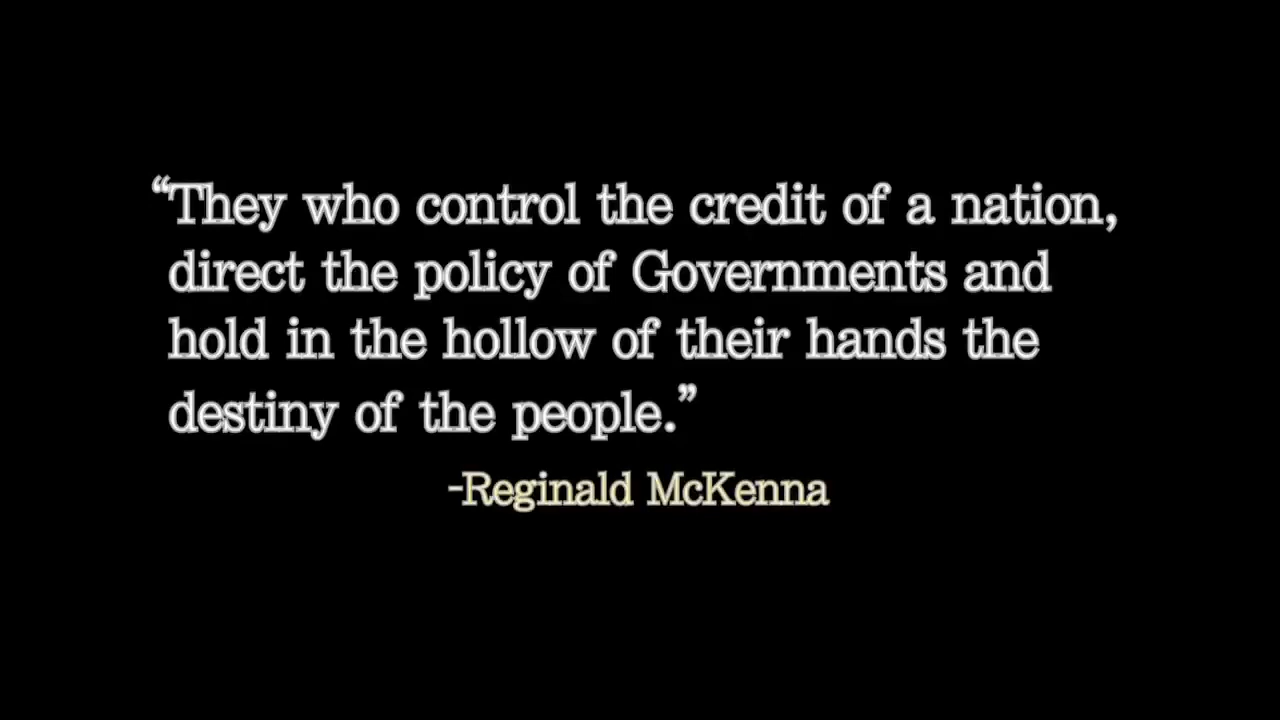 “They who control the credit of a nation,
direct the policy of Governments and
hold in the hollow of their hands the
destiny of the people.”
-Reginald McKenna